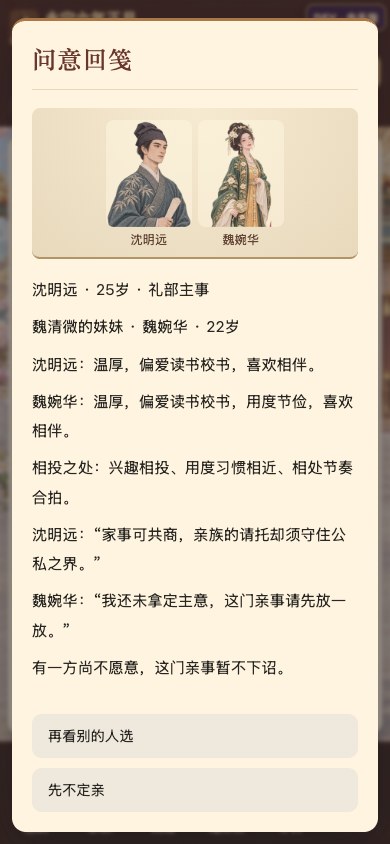 问意回笺
沈明远
魏婉华
沈明远 · 25岁 · 礼部主事
魏清微的妹妹 · 魏婉华 · 22岁
沈明远：温厚，偏爱读书校书，喜欢相伴。
魏婉华：温厚，偏爱读书校书，用度节俭，喜欢
相伴。
相投之处：兴趣相投、用度习惯相近、相处节奏
合拍。
沈明远：“家事可共商，亲族的请托却须守住公
私之界。”
魏婉华：“我还未拿定主意，这门亲事请先放一
放。”
有一方尚不愿意，这门亲事暂不下诏。
再看别的人选
先不定亲